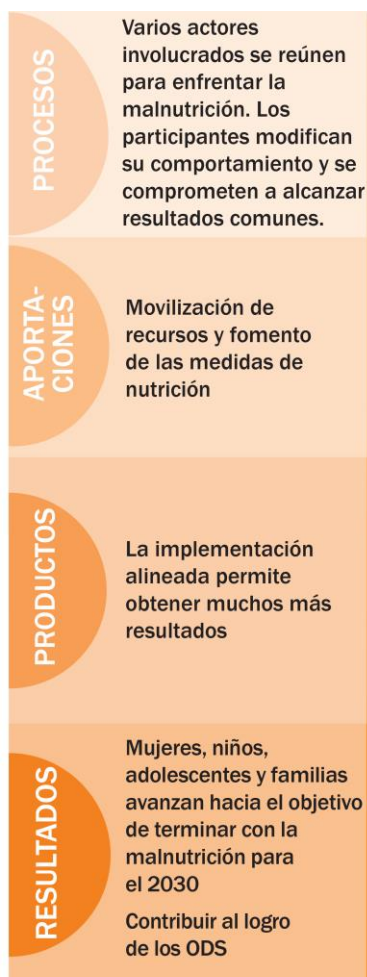 PROCESOS
Varios actores
involucrados se reúnen
para enfrentar la
malnutrición. Los
participantes modifican
su comportamiento y se
comprometen a alcanzar
resultados comunes.
APORTA-
CIONES
Movilización de
recursos y fomento
de las medidas de
nutrición
PRODUCTOS
La implementación
alineada permite
obtener muchos más
resultados
RESULTADOS
Mujeres, niños,
adolescentes y familias
avanzan hacia el objetivo
de terminar con la
malnutrición para
el 2030
Contribuir al logro
de los ODS